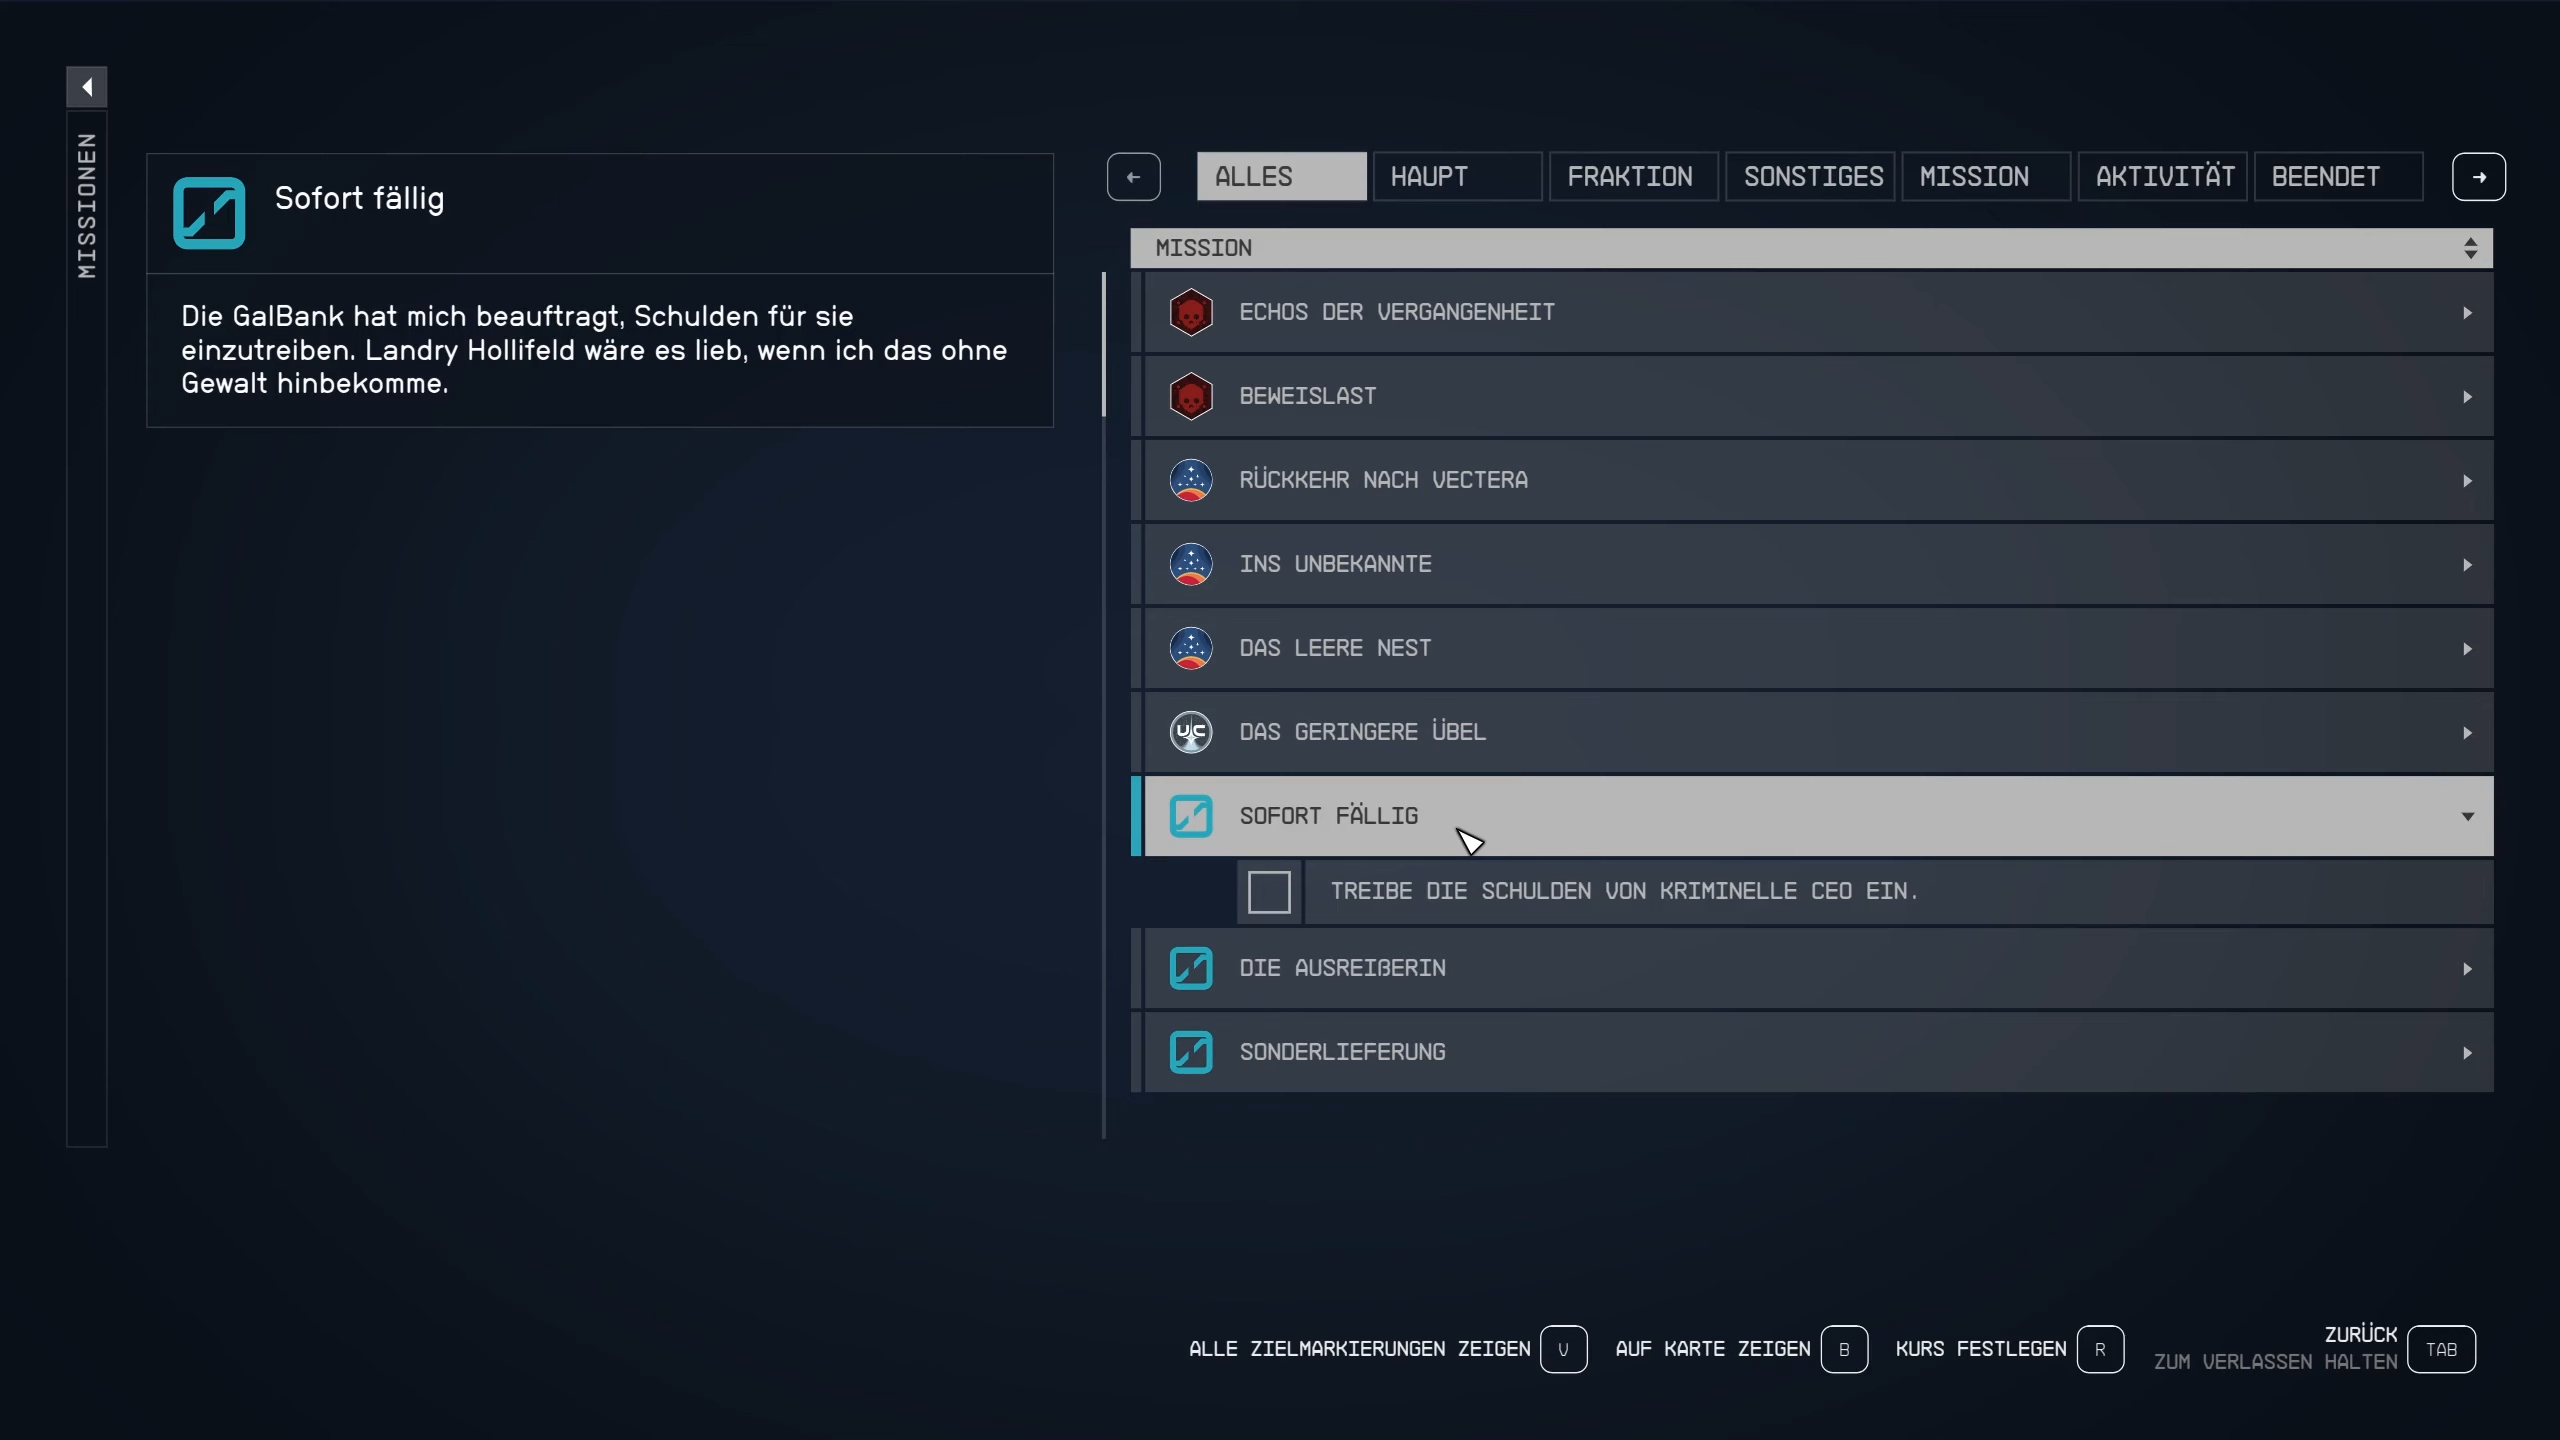 MISSIONEN
Sofort fällig
Die GalBank hat mich beauftragt, Schulden für sie
einzutreiben. Landry Hollifeld wäre es lieb, wenn ich das ohne
Gewalt hinbekomme.
ALLES HAUPT FRAKTION SONSTIGES MISSION AKTIVITÄT BEENDET
MISSION
ECHOS DER VERGANGENHEIT
BEWEISLAST
RÜCKKEHR NACH VECTERA
INS UNBEKANNTE
DAS LEERE NEST
UC DAS GERINGERE ÜBEL
SOFORT FÄLLIG
TREIBE DIE SCHULDEN VON KRIMINELLE CEO EIN.
DIE AUSREIßERIN
SONDERLIEFERUNG
ALLE ZIELMARKIERUNGEN ZEIGEN V AUF KARTE ZEIGEN B KURS FESTLEGEN R ZURÜCK TAB
ZUM VERLASSEN HALTEN